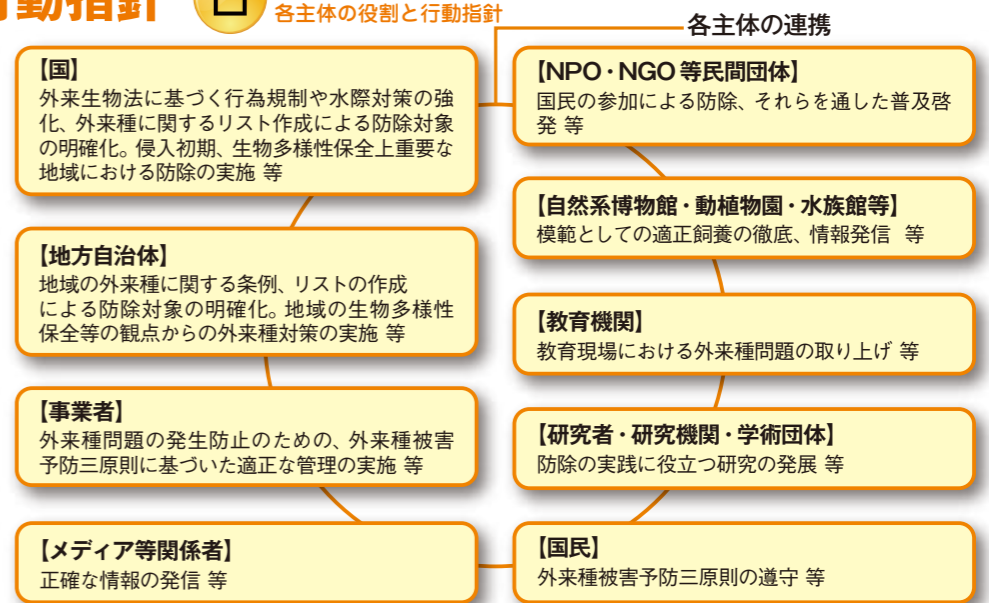 行動指針
各主体の役割と行動指針
各主体の連携
【国】
外来生物法に基づく行為規制や水際対策の強
化、外来種に関するリスト作成による防除対象
の明確化。侵入初期、生物多様性保全上重要な
地域における防除の実施 等
【地方自治体】
地域の外来種に関する条例、リストの作成
による防除対象の明確化。地域の生物多様性
保全等の観点からの外来種対策の実施 等
【事業者】
外来種問題の発生防止のための、外来種被害
予防三原則に基づいた適正な管理の実施 等
【メディア等関係者】
正確な情報の発信 等
【NPO・NGO 等民間団体】
国民の参加による防除、それらを通した普及啓
発 等
【自然系博物館・動植物園・水族館等】
模範としての適正飼養の徹底、情報発信 等
【教育機関】
教育現場における外来種問題の取り上げ 等
【研究者・研究機関・学術団体】
防除の実践に役立つ研究の発展 等
【国民】
外来種被害予防三原則の遵守 等